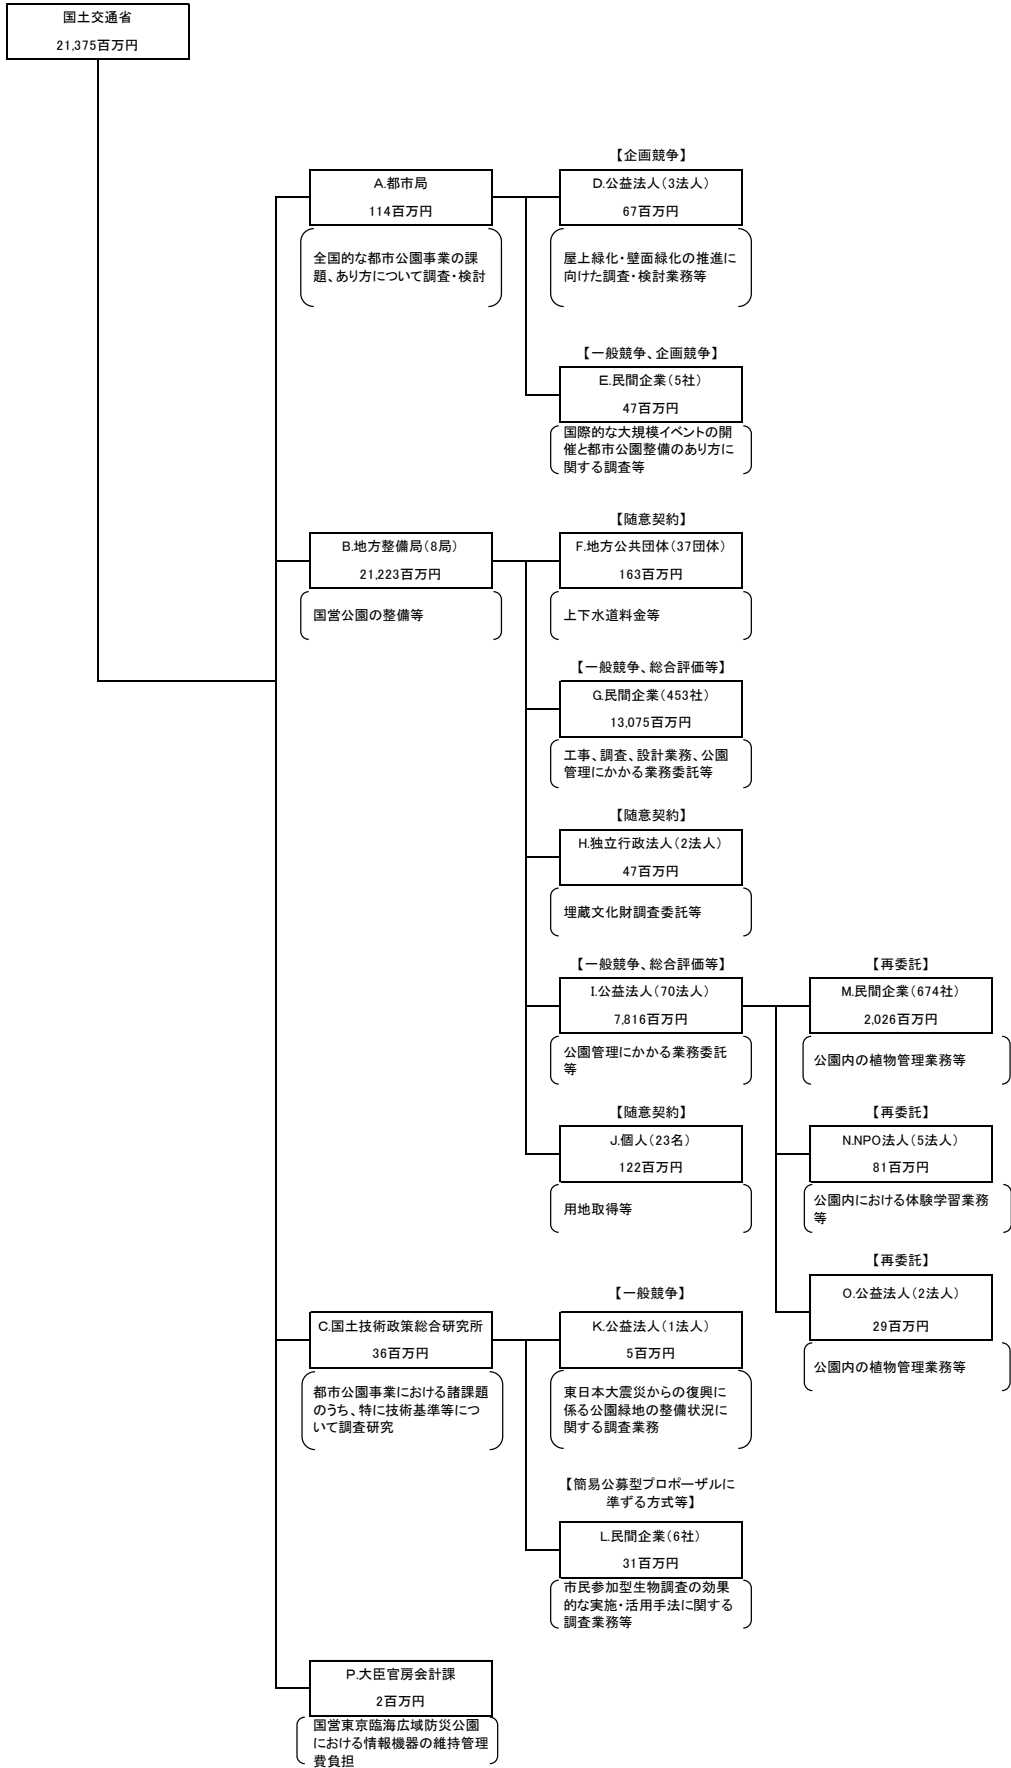 国土交通省
21,375百万円
A.都市局
114百万円
全国的な都市公園事業の課
題、あり方について調査・検討
【企画競争】
D.公益法人(3法人)
67百万円
屋上緑化・壁面緑化の推進に
向けた調査・検討業務等
【一般競争、企画競争】
E.民間企業(5社)
47百万円
国際的な大規模イベントの開
催と都市公園整備のあり方に
関する調査等
B.地方整備局(8局)
21,223百万円
国営公園の整備等
【随意契約】
F.地方公共団体(37団体)
163百万円
上下水道料金等
【一般競争、総合評価等】
G.民間企業(453社)
13,075百万円
工事、調査、設計業務、公園
管理にかかる業務委託等
【随意契約】
H.独立行政法人(2法人)
47百万円
埋蔵文化財調査委託等
【一般競争、総合評価等】
I.公益法人(70法人)
7,816百万円
公園管理にかかる業務委託
等
【再委託】
M.民間企業(674社)
2,026百万円
公園内の植物管理業務等
【随意契約】
J.個人(23名)
122百万円
用地取得等
【再委託】
N.NPO法人(5法人)
81百万円
公園内における体験学習業務
等
【再委託】
O.公益法人(2法人)
29百万円
公園内の植物管理業務等
C.国土技術政策総合研究所
36百万円
都市公園事業における諸課題
のうち、特に技術基準等につ
いて調査研究
【一般競争】
K.公益法人(1法人)
5百万円
東日本大震災からの復興に
係る公園緑地の整備状況に
関する調査業務
【簡易公募型プロポーザルに
準ずる方式等】
L.民間企業(6社)
31百万円
市民参加型生物調査の効果
的な実施・活用手法に関する
調査業務等
P.大臣官房会計課
2百万円
国営東京臨海広域防災公園
における情報機器の維持管理
費負担